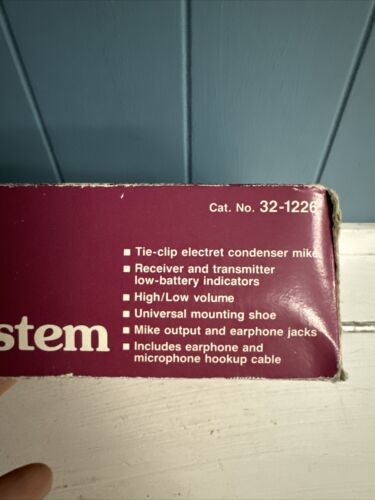 Cat. No. 32-1226
■ Tie-clip electret condenser mike
■ Receiver and transmitter
low-battery indicators
■ High/Low volume
■ Universal mounting shoe
■ Mike output and earphone jacks
■ Includes earphone and
microphone hookup cable
stem